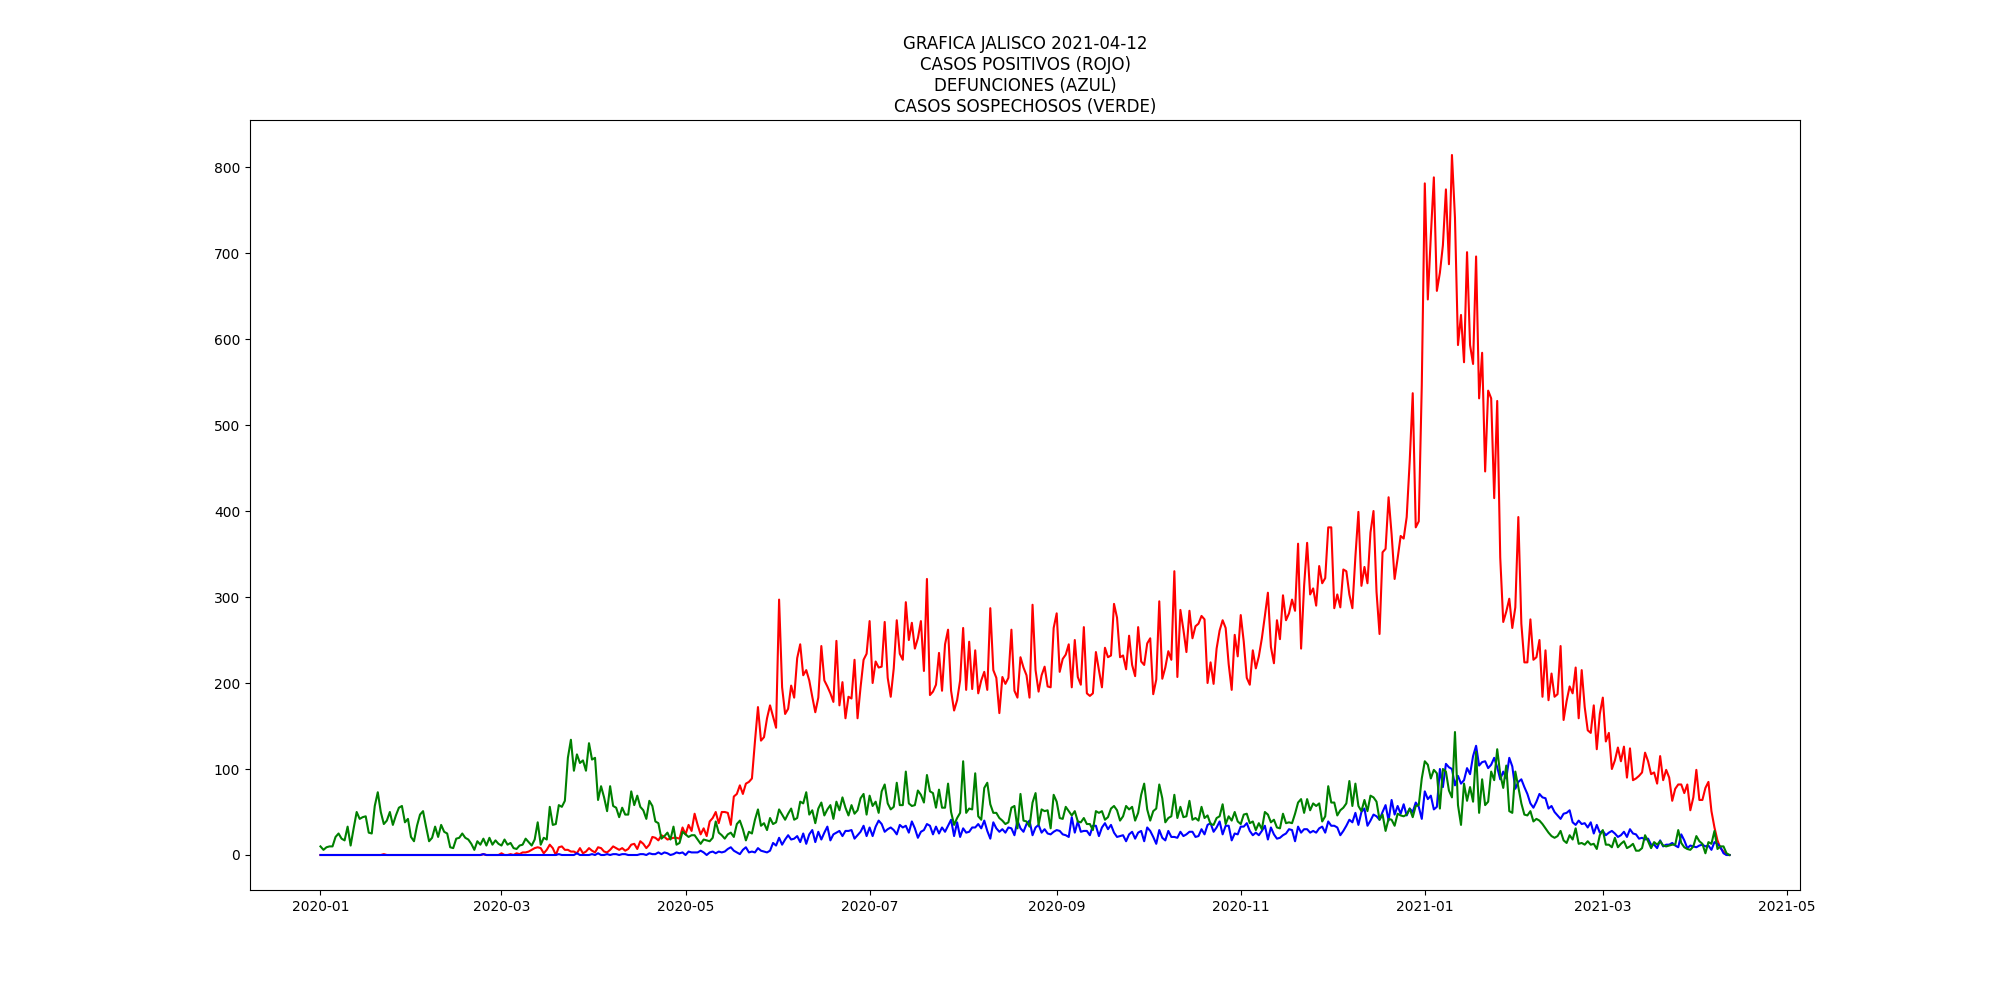 GRAFICA JALISCO 2021-04-12
CASOS POSITIVOS (ROJO)
DEFUNCIONES (AZUL)
CASOS SOSPECHOSOS (VERDE)
800
700
600
500
400
300
200
100
0
2020-01 2020-03 2020-05 2020-07 2020-09 2020-11 2021-01 2021-03 2021-05